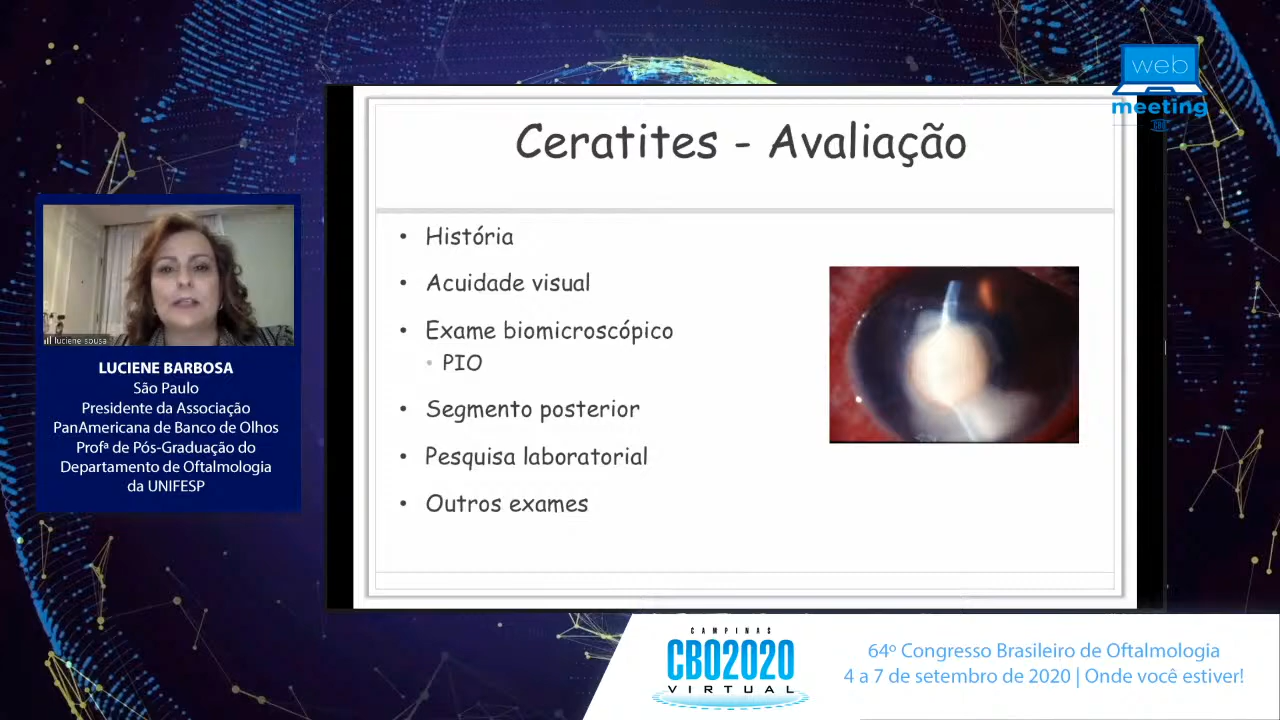 web
meeting
Ceratites - Avaliação
• História
• Acuidade visual
• Exame biomicroscópico
• PIO
• Segmento posterior
• Pesquisa laboratorial
• Outros exames
luciene sousa
LUCIENE BARBOSA
São Paulo
Presidente da Associação
PanAmericana de Banco de Olhos
Profª de Pós-Graduação do
Departamento de Oftalmologia
da UNIFESP
CAMPINAS
CBO2020
VIRTUAL
64º Congresso Brasileiro de Oftalmologia
4 a 7 de setembro de 2020 | Onde você estiver!